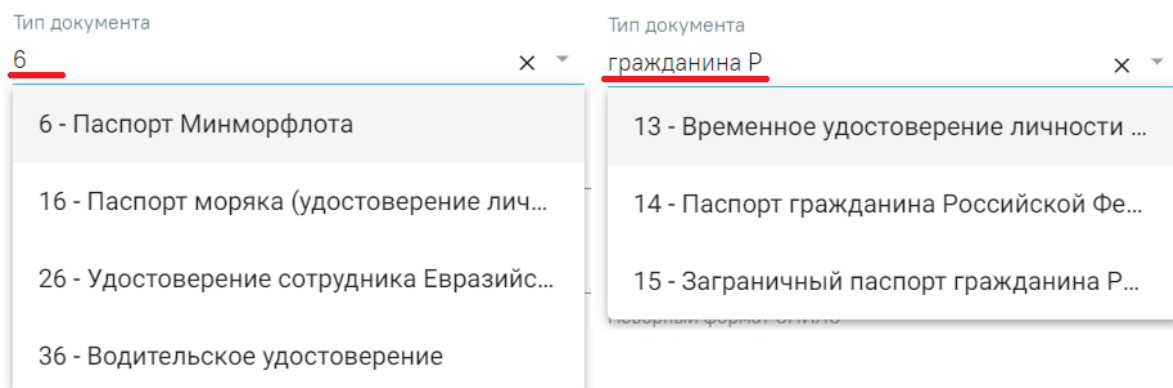 Тип документа
6
6 - Паспорт Минморфлота
16 - Паспорт моряка (удостоверение лич...
26 - Удостоверение сотрудника Евразийс...
36 - Водительское удостоверение
Тип документа
гражданина Р
13 - Временное удостоверение личности ...
14 - Паспорт гражданина Российской Фе...
15 - Заграничный паспорт гражданина Р...